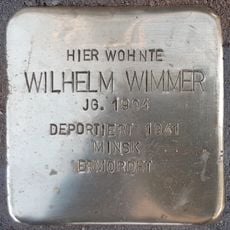 HIER WOHNTE
WILHELM WIMMER
JG. 1904
DEPORTIERT 1941
MINSK
ERMORDET